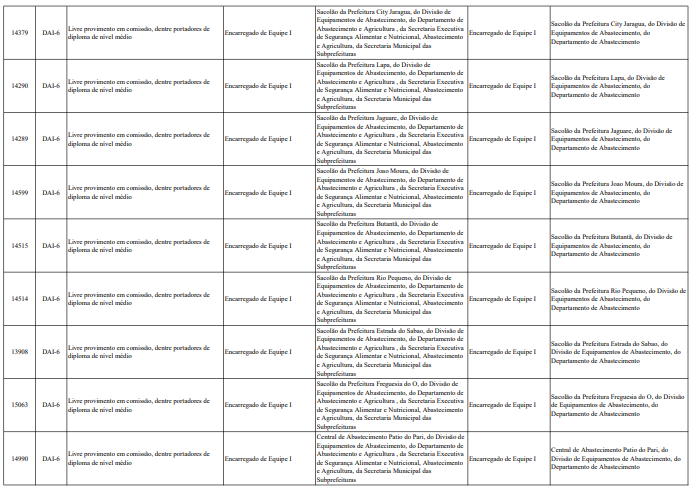 14379 DAI-6 Livre provimento em comissão, dentre portadores de diploma de nível médio Encarregado de Equipe I Sacolão da Prefeitura City Jaragua, do Divisão de Equipamentos de Abastecimento, do Departamento de Abastecimento e Agricultura , da Secretaria Executiva de Segurança Alimentar e Nutricional, Abastecimento e Agricultura, da Secretaria Municipal das Subprefeituras Encarregado de Equipe I Sacolão da Prefeitura City Jaragua, do Divisão de Equipamentos de Abastecimento, do Departamento de Abastecimento
14290 DAI-6 Livre provimento em comissão, dentre portadores de diploma de nível médio Encarregado de Equipe I Sacolão da Prefeitura Lapa, do Divisão de Equipamentos de Abastecimento, do Departamento de Abastecimento e Agricultura , da Secretaria Executiva de Segurança Alimentar e Nutricional, Abastecimento e Agricultura, da Secretaria Municipal das Subprefeituras Encarregado de Equipe I Sacolão da Prefeitura Lapa, do Divisão de Equipamentos de Abastecimento, do Departamento de Abastecimento
14289 DAI-6 Livre provimento em comissão, dentre portadores de diploma de nível médio Encarregado de Equipe I Sacolão da Prefeitura Jaguare, do Divisão de Equipamentos de Abastecimento, do Departamento de Abastecimento e Agricultura , da Secretaria Executiva de Segurança Alimentar e Nutricional, Abastecimento e Agricultura, da Secretaria Municipal das Subprefeituras Encarregado de Equipe I Sacolão da Prefeitura Jaguare, do Divisão de Equipamentos de Abastecimento, do Departamento de Abastecimento
14599 DAI-6 Livre provimento em comissão, dentre portadores de diploma de nível médio Encarregado de Equipe I Sacolão da Prefeitura Joao Moura, do Divisão de Equipamentos de Abastecimento, do Departamento de Abastecimento e Agricultura , da Secretaria Executiva de Segurança Alimentar e Nutricional, Abastecimento e Agricultura, da Secretaria Municipal das Subprefeituras Encarregado de Equipe I Sacolão da Prefeitura Joao Moura, do Divisão de Equipamentos de Abastecimento, do Departamento de Abastecimento
14515 DAI-6 Livre provimento em comissão, dentre portadores de diploma de nível médio Encarregado de Equipe I Sacolão da Prefeitura Butantã, do Divisão de Equipamentos de Abastecimento, do Departamento de Abastecimento e Agricultura , da Secretaria Executiva de Segurança Alimentar e Nutricional, Abastecimento e Agricultura, da Secretaria Municipal das Subprefeituras Encarregado de Equipe I Sacolão da Prefeitura Butantã, do Divisão de Equipamentos de Abastecimento, do Departamento de Abastecimento
14514 DAI-6 Livre provimento em comissão, dentre portadores de diploma de nível médio Encarregado de Equipe I Sacolão da Prefeitura Rio Pequeno, do Divisão de Equipamentos de Abastecimento, do Departamento de Abastecimento e Agricultura , da Secretaria Executiva de Segurança Alimentar e Nutricional, Abastecimento e Agricultura, da Secretaria Municipal das Subprefeituras Encarregado de Equipe I Sacolão da Prefeitura Rio Pequeno, do Divisão de Equipamentos de Abastecimento, do Departamento de Abastecimento
13908 DAI-6 Livre provimento em comissão, dentre portadores de diploma de nível médio Encarregado de Equipe I Sacolão da Prefeitura Estrada do Sabao, do Divisão de Equipamentos de Abastecimento, do Departamento de Abastecimento e Agricultura , da Secretaria Executiva de Segurança Alimentar e Nutricional, Abastecimento e Agricultura, da Secretaria Municipal das Subprefeituras Encarregado de Equipe I Sacolão da Prefeitura Estrada do Sabao, do Divisão de Equipamentos de Abastecimento, do Departamento de Abastecimento
15063 DAI-6 Livre provimento em comissão, dentre portadores de diploma de nível médio Encarregado de Equipe I Sacolão da Prefeitura Freguesia do O, do Divisão de Equipamentos de Abastecimento, do Departamento de Abastecimento e Agricultura , da Secretaria Executiva de Segurança Alimentar e Nutricional, Abastecimento e Agricultura, da Secretaria Municipal das Subprefeituras Encarregado de Equipe I Sacolão da Prefeitura Freguesia do O, do Divisão de Equipamentos de Abastecimento, do Departamento de Abastecimento
14990 DAI-6 Livre provimento em comissão, dentre portadores de diploma de nível médio Encarregado de Equipe I Central de Abastecimento Patio do Pari, do Divisão de Equipamentos de Abastecimento, do Departamento de Abastecimento e Agricultura , da Secretaria Executiva de Segurança Alimentar e Nutricional, Abastecimento e Agricultura, da Secretaria Municipal das Subprefeituras Encarregado de Equipe I Central de Abastecimento Patio do Pari, do Divisão de Equipamentos de Abastecimento, do Departamento de Abastecimento